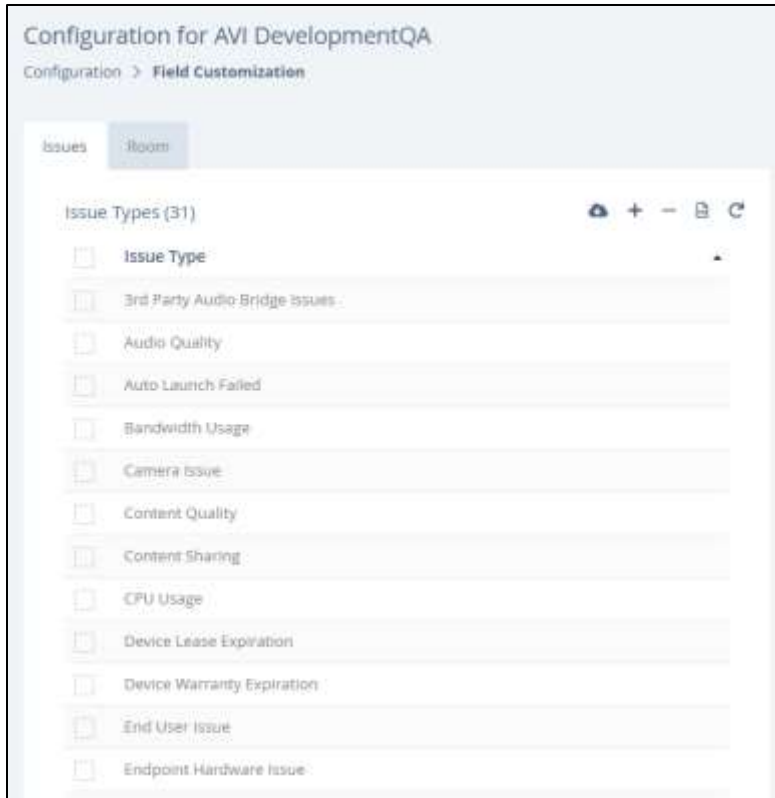 Configuration for AVI DevelopmentQA
Configuration > Field Customization
Issues Room
Issue Types (31)
Issue Type
3rd Party Audio Bridge Issues
Audio Quality
Auto Launch Failed
Bandwidth Usage
Camera Issue
Content Quality
Content Sharing
CPU Usage
Device Lease Expiration
Device Warranty Expiration
End User Issue
Endpoint Hardware Issue